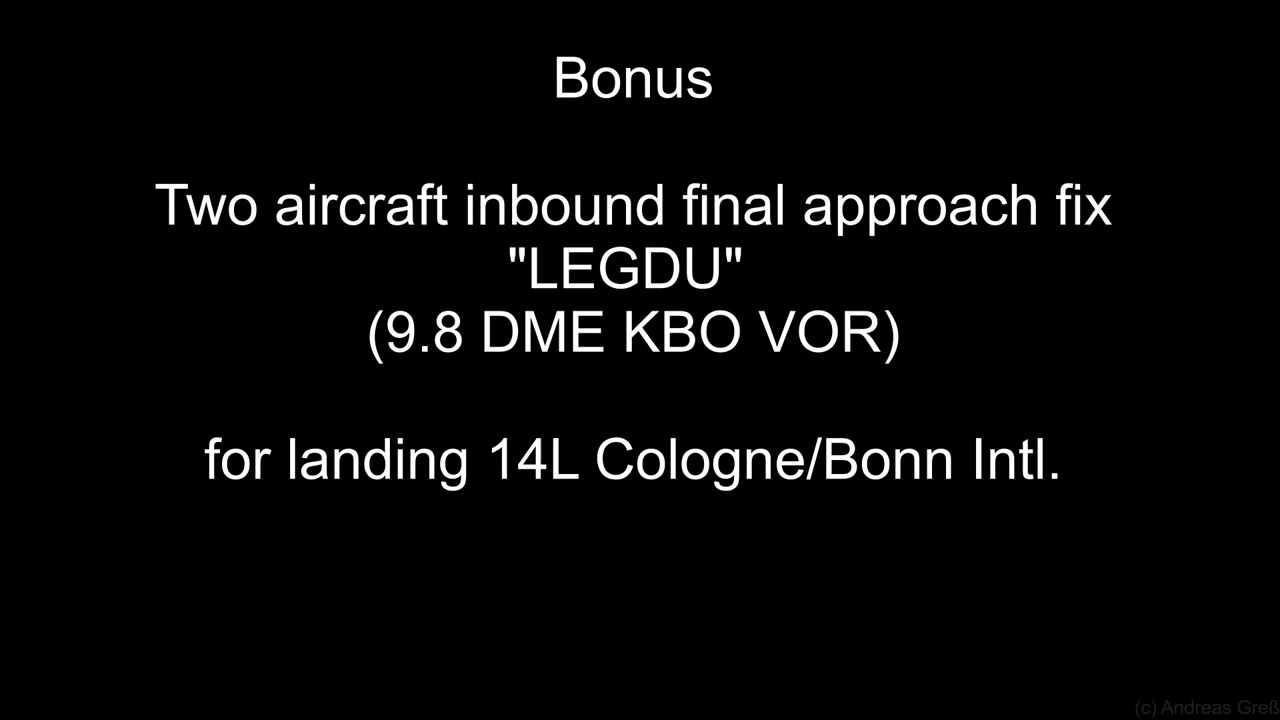 Bonus
Two aircraft inbound final approach fix
"LEGDU"
(9.8 DME KBO VOR)
for landing 14L Cologne/Bonn Intl.
(c) Andreas Greß